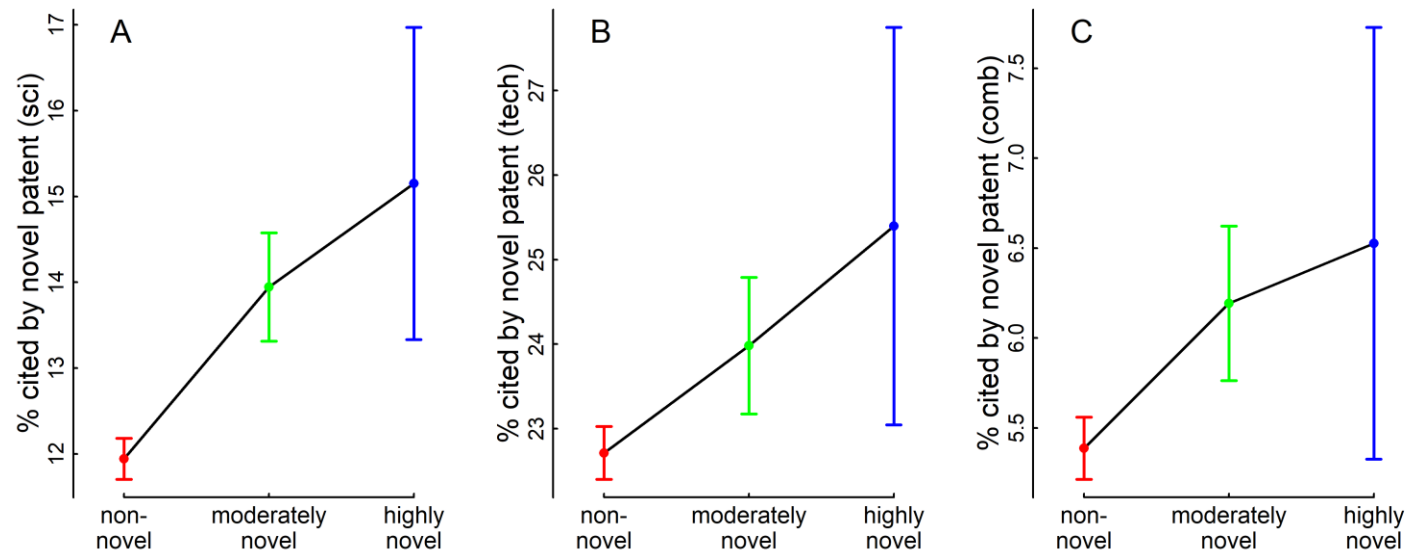 A
% cited by novel patent (sci)
17
16
15
14
13
12
non-
novel
moderately
novel
highly
novel
B
% cited by novel patent (tech)
27
26
25
24
23
non-
novel
moderately
novel
highly
novel
C
% cited by novel patent (comb)
7.5
7.0
6.5
6.0
5.5
non-
novel
moderately
novel
highly
novel